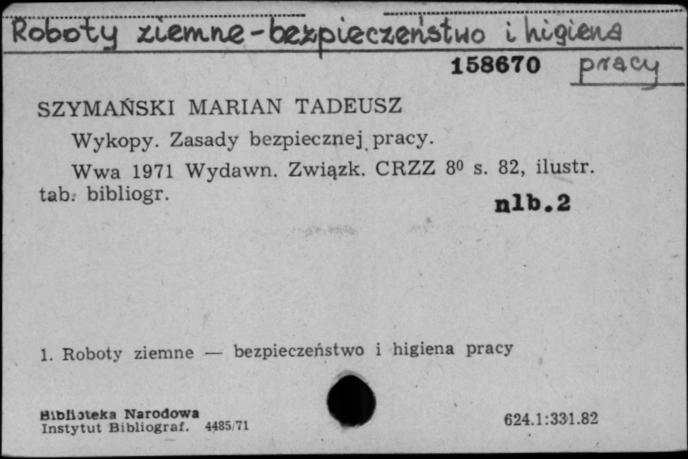 Roboty ziemne - bezpieczeństwo i higiena
pracy
158670
SZYMAŃSKI MARIAN TADEUSZ
Wykopy. Zasady bezpiecznej pracy.
Wwa 1971 Wydawn. Związk. CRZZ 8⁰ s. 82, ilustr.
tab. bibliogr.
nlb.2
1. Roboty ziemne — bezpieczeństwo i higiena pracy
Biblioteka Narodowa
Instytut Bibliograf. 4485/71
624.1:331.82